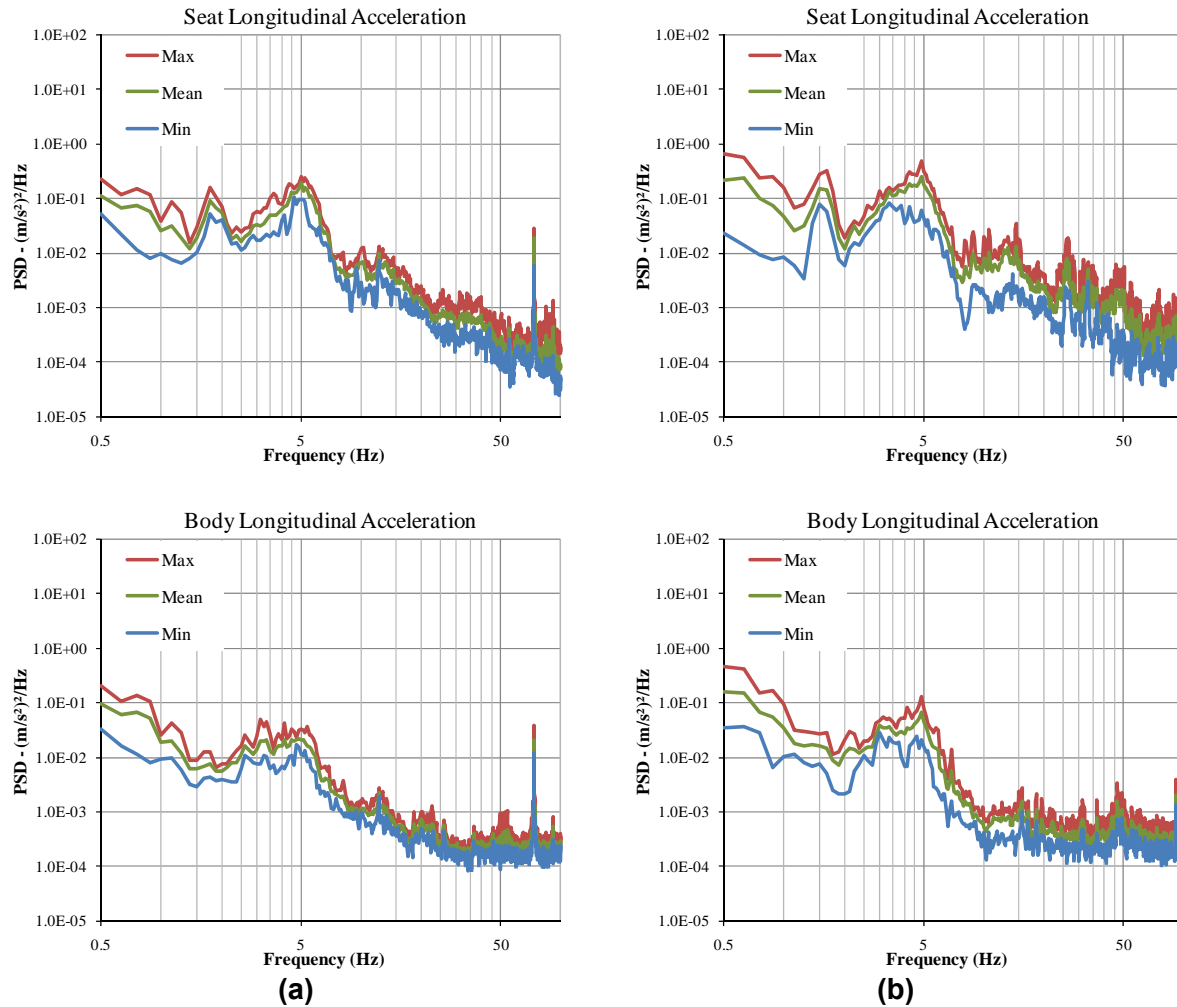 Seat Longitudinal Acceleration
1.0E+02
1.0E+01
1.0E+00
1.0E-01
1.0E-02
1.0E-03
1.0E-04
1.0E-05
PSD - (m/s²)²/Hz
Max
Mean
Min
0.5 5 50
Frequency (Hz)
Seat Longitudinal Acceleration
1.0E+02
1.0E+01
1.0E+00
1.0E-01
1.0E-02
1.0E-03
1.0E-04
1.0E-05
PSD - (m/s²)²/Hz
Max
Mean
Min
0.5 5 50
Frequency (Hz)
Body Longitudinal Acceleration
1.0E+02
1.0E+01
1.0E+00
1.0E-01
1.0E-02
1.0E-03
1.0E-04
1.0E-05
PSD - (m/s²)²/Hz
Max
Mean
Min
0.5 5 50
Frequency (Hz)
(a)
Body Longitudinal Acceleration
1.0E+02
1.0E+01
1.0E+00
1.0E-01
1.0E-02
1.0E-03
1.0E-04
1.0E-05
PSD - (m/s²)²/Hz
Max
Mean
Min
0.5 5 50
Frequency (Hz)
(b)